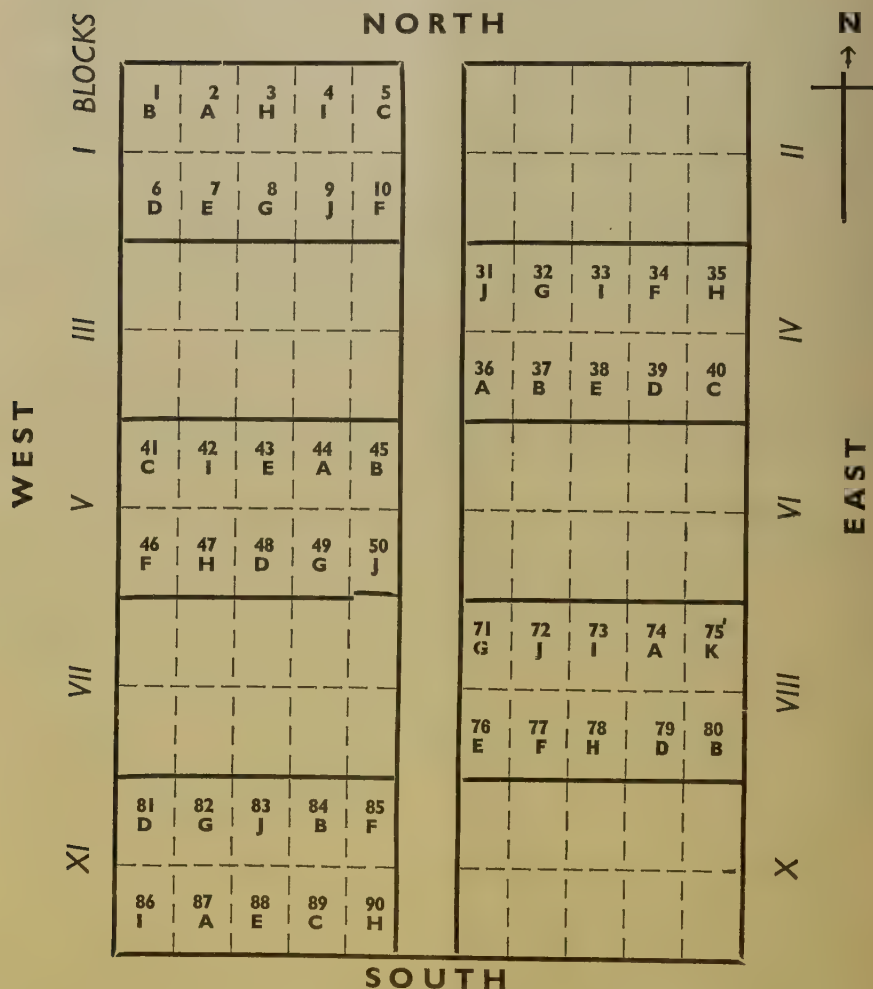 NORTH
N
BLOCKS
I
II
1 2 3 4 5
B A H I C
6 7 8 9 10
D E G J F
III
IV
31 32 33 34 35
J G I F H
36 37 38 39 40
A B E D C
WEST
EAST
V
VI
41 42 43 44 45
C I E A B
46 47 48 49 50
F H D G J
VII
VIII
71 72 73 74 75'
G J I A K
76 77 78 79 80
E F H D B
XI
X
81 82 83 84 85
D G J B F
86 87 88 89 90
I A E C H
SOUTH